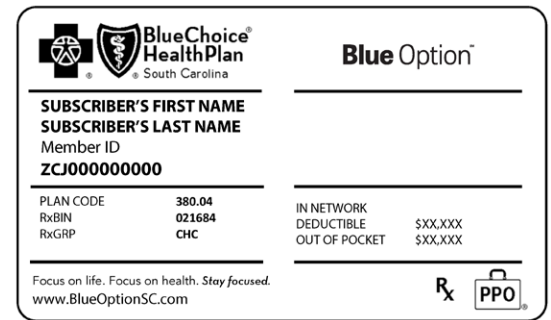 BlueChoice®
HealthPlan
® ® South Carolina
Blue Option℠
SUBSCRIBER'S FIRST NAME
SUBSCRIBER'S LAST NAME
Member ID
ZCJ000000000
PLAN CODE 380.04
RxBIN 021684
RxGRP CHC
IN NETWORK
DEDUCTIBLE $XX,XXX
OUT OF POCKET $XX,XXX
Focus on life. Focus on health. Stay focused.
www.BlueOptionSC.com
Rx
PPO®